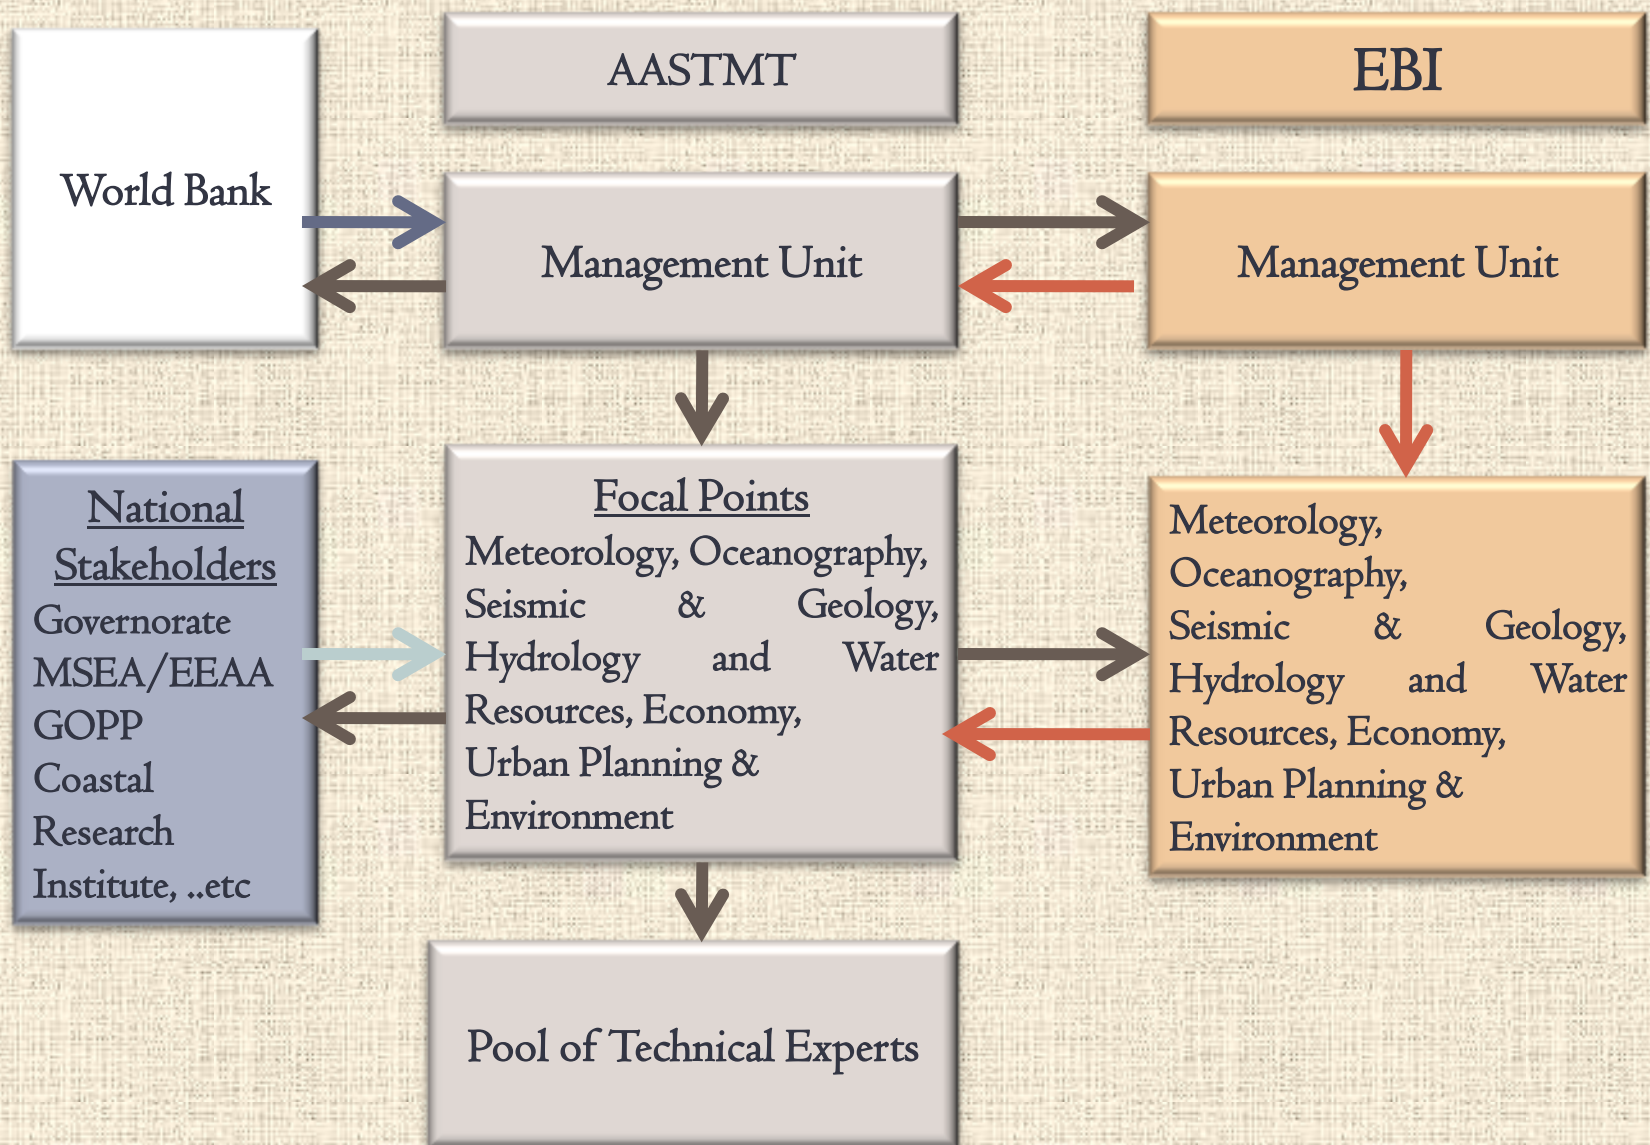 AASTMT
EBI
World Bank
Management Unit
Management Unit
National
Stakeholders
Governorate
MSEA/EEAA
GOPP
Coastal
Research
Institute, ..etc
Focal Points
Meteorology, Oceanography,
Seismic & Geology,
Hydrology and Water
Resources, Economy,
Urban Planning &
Environment
Meteorology,
Oceanography,
Seismic & Geology,
Hydrology and Water
Resources, Economy,
Urban Planning &
Environment
Pool of Technical Experts